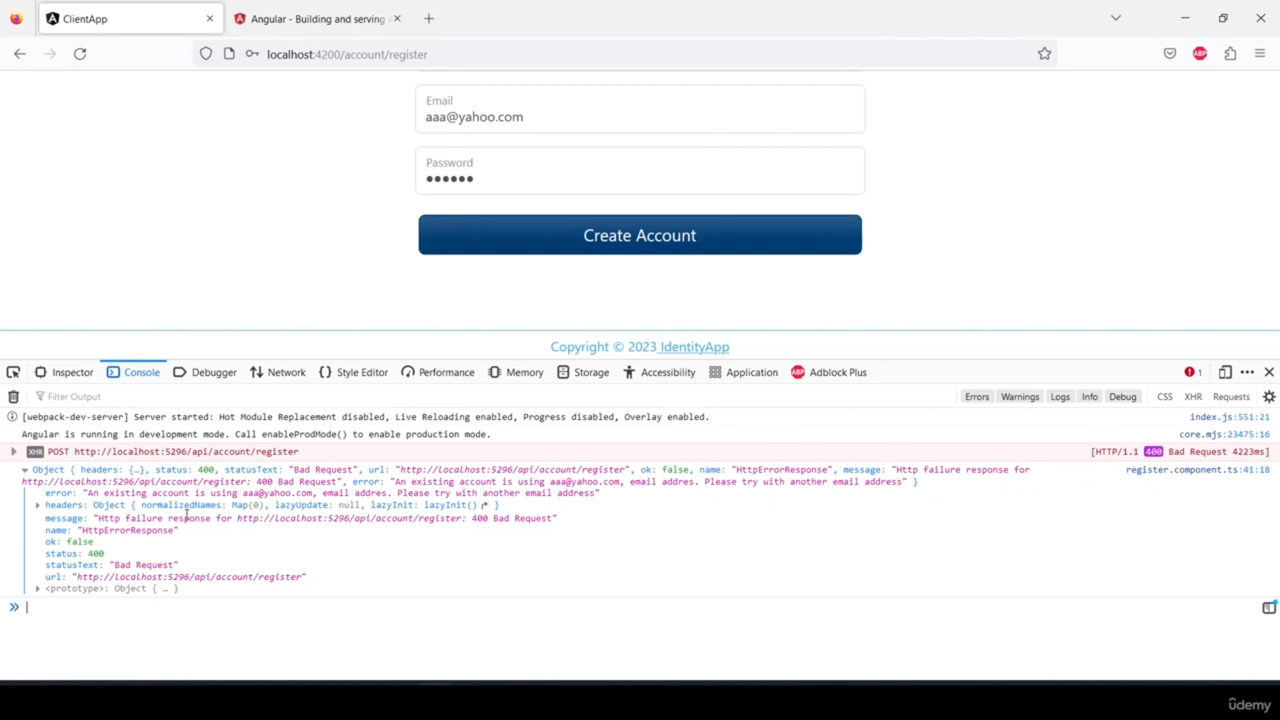 ClientApp
Angular - Building and serving
localhost:4200/account/register
ABP
Email
aaa@yahoo.com
Password
Create Account
Copyright © 2023 IdentityApp
Inspector Console Debugger Network Style Editor Performance Memory Storage Accessibility Application Adblock Plus 1
Filter Output Errors Warnings Logs Info Debug CSS XHR Requests
[webpack-dev-server] Server started: Hot Module Replacement disabled, Live Reloading enabled, Progress disabled, Overlay enabled. index.js:551:21
Angular is running in development mode. Call enableProdMode() to enable production mode. core.mjs:23475:16
XHR POST http://localhost:5296/api/account/register [HTTP/1.1 400 Bad Request 4223ms]
Object { headers: {…}, status: 400, statusText: "Bad Request", url: "http://localhost:5296/api/account/register", ok: false, name: "HttpErrorResponse", message: "Http failure response for register.component.ts:41:18
http://localhost:5296/api/account/register: 400 Bad Request", error: "An existing account is using aaa@yahoo.com, email addres. Please try with another email address" }
error: "An existing account is using aaa@yahoo.com, email addres. Please try with another email address"
headers: Object { normalizedNames: Map(0), lazyUpdate: null, lazyInit: lazyInit() }
message: "Http failure response for http://localhost:5296/api/account/register: 400 Bad Request"
name: "HttpErrorResponse"
ok: false
status: 400
statusText: "Bad Request"
url: "http://localhost:5296/api/account/register"
<prototype>: Object { … }
udemy